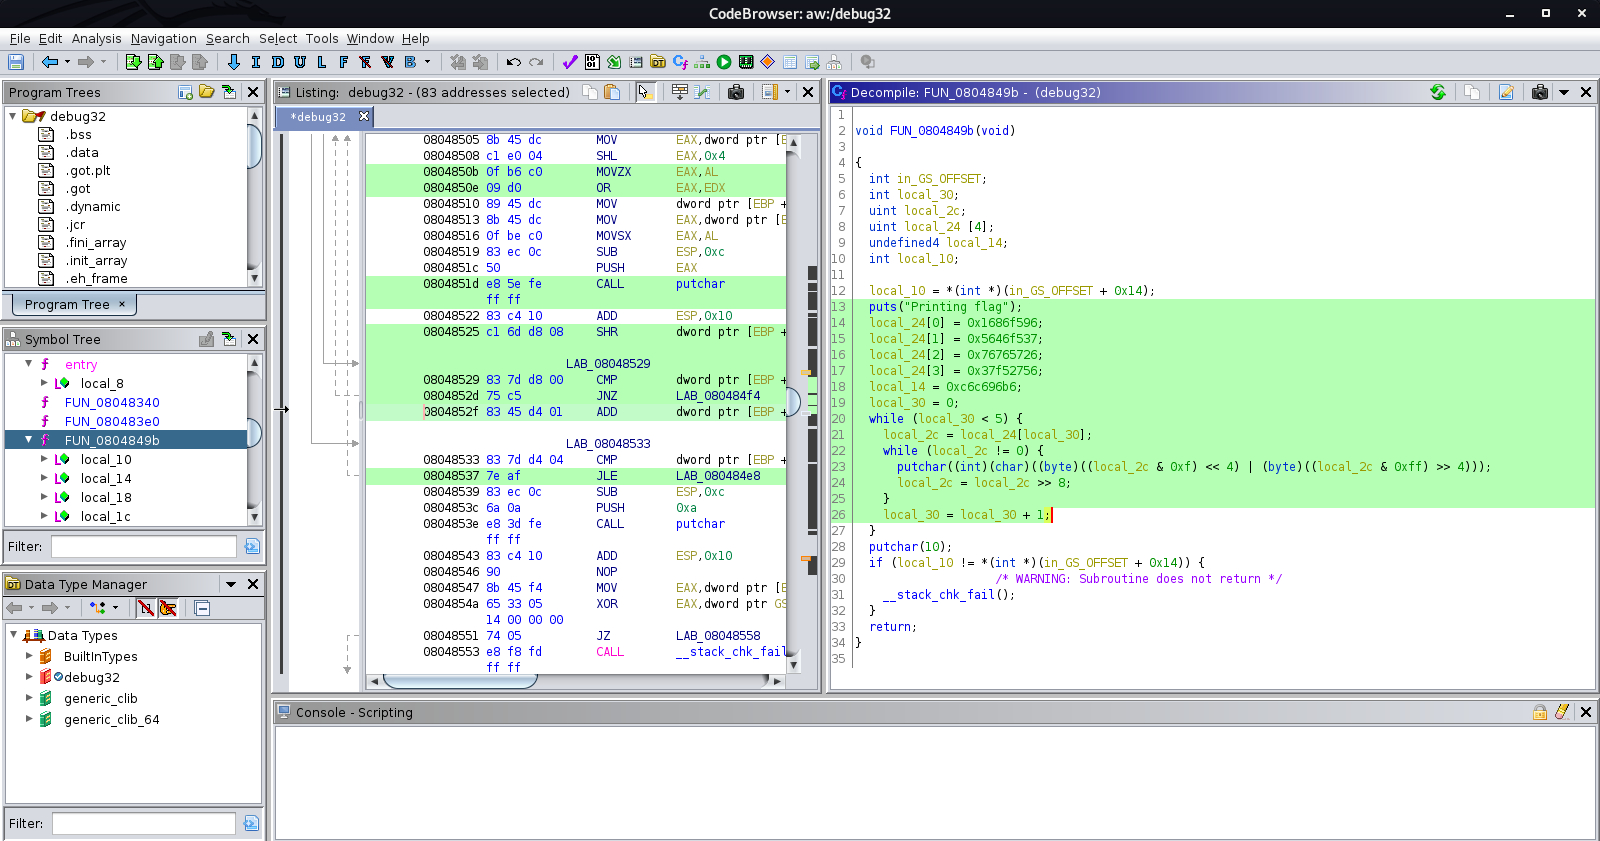 CodeBrowser: aw:/debug32
File Edit Analysis Navigation Search Select Tools Window Help
I D U L F B
Program Trees
debug32
.bss
.data
.got.plt
.got
.dynamic
.jcr
.fini_array
.init_array
.eh_frame
Program Tree ×
Symbol Tree
f entry
local_8
f FUN_08048340
f FUN_080483e0
f FUN_0804849b
local_10
local_14
local_18
local_1c
Filter:
Data Type Manager
Data Types
BuiltInTypes
debug32
generic_clib
generic_clib_64
Filter:
Listing: debug32 - (83 addresses selected)
*debug32
08048505 8b 45 dc MOV EAX,dword ptr [E
08048508 c1 e0 04 SHL EAX,0x4
0804850b 0f b6 c0 MOVZX EAX,AL
0804850e 09 d0 OR EAX,EDX
08048510 89 45 dc MOV dword ptr [EBP +
08048513 8b 45 dc MOV EAX,dword ptr [E
08048516 0f be c0 MOVSX EAX,AL
08048519 83 ec 0c SUB ESP,0xc
0804851c 50 PUSH EAX
0804851d e8 5e fe CALL putchar
ff ff
08048522 83 c4 10 ADD ESP,0x10
08048525 c1 6d d8 08 SHR dword ptr [EBP +
LAB_08048529
08048529 83 7d d8 00 CMP dword ptr [EBP +
0804852d 75 c5 JNZ LAB_080484f4
0804852f 83 45 d4 01 ADD dword ptr [EBP +
LAB_08048533
08048533 83 7d d4 04 CMP dword ptr [EBP +
08048537 7e af JLE LAB_080484e8
08048539 83 ec 0c SUB ESP,0xc
0804853c 6a 0a PUSH 0xa
0804853e e8 3d fe CALL putchar
ff ff
08048543 83 c4 10 ADD ESP,0x10
08048546 90 NOP
08048547 8b 45 f4 MOV EAX,dword ptr [E
0804854a 65 33 05 XOR EAX,dword ptr GS
14 00 00 00
08048551 74 05 JZ LAB_08048558
08048553 e8 f8 fd CALL __stack_chk_fail
ff ff
Decompile: FUN_0804849b - (debug32)
1
2 void FUN_0804849b(void)
3
4 {
5 int in_GS_OFFSET;
6 int local_30;
7 uint local_2c;
8 uint local_24 [4];
9 undefined4 local_14;
10 int local_10;
11
12 local_10 = *(int *)(in_GS_OFFSET + 0x14);
13 puts("Printing flag");
14 local_24[0] = 0x1686f596;
15 local_24[1] = 0x5646f537;
16 local_24[2] = 0x76765726;
17 local_24[3] = 0x37f52756;
18 local_14 = 0xc6c696b6;
19 local_30 = 0;
20 while (local_30 < 5) {
21 local_2c = local_24[local_30];
22 while (local_2c != 0) {
23 putchar((int)(char)((byte)((local_2c & 0xf) << 4) | (byte)((local_2c & 0xff) >> 4)));
24 local_2c = local_2c >> 8;
25 }
26 local_30 = local_30 + 1;
27 }
28 putchar(10);
29 if (local_10 != *(int *)(in_GS_OFFSET + 0x14)) {
30 /* WARNING: Subroutine does not return */
31 __stack_chk_fail();
32 }
33 return;
34 }
35
Console - Scripting